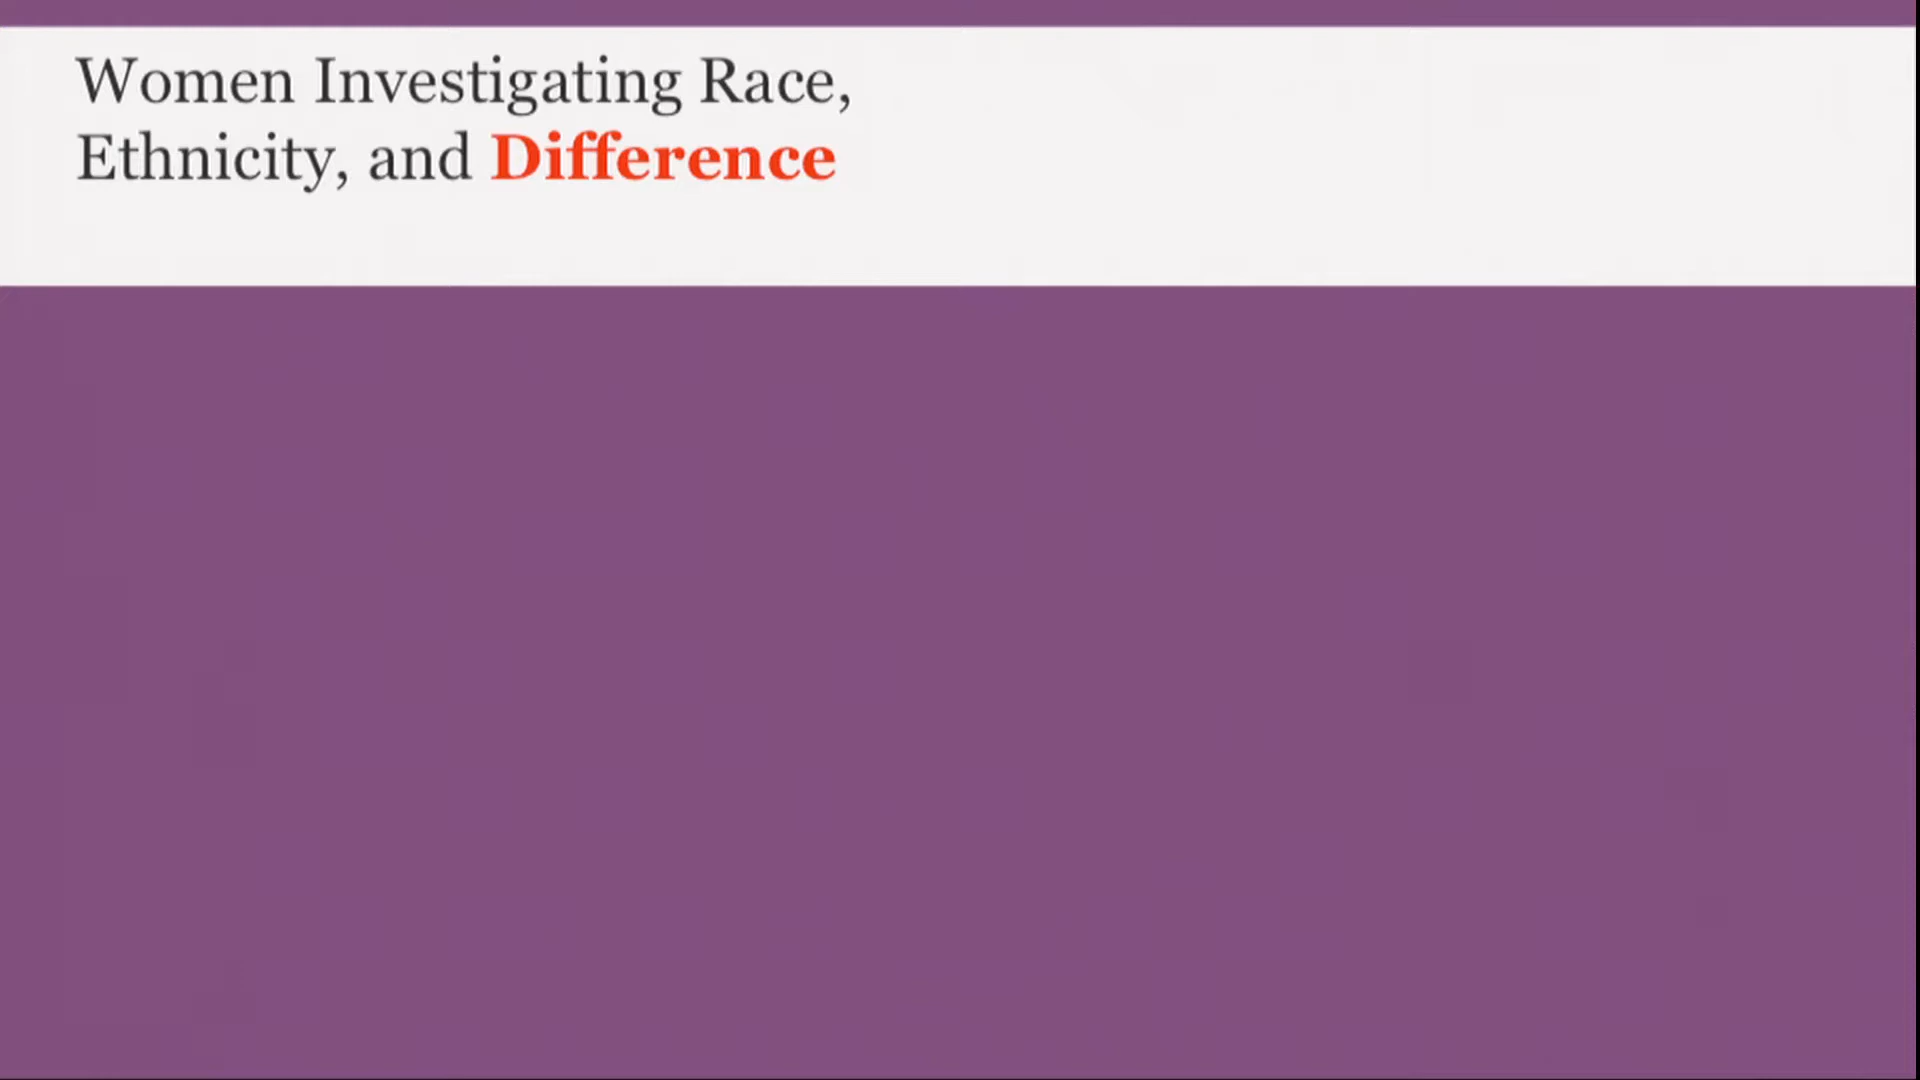 Women Investigating Race,
Ethnicity, and Difference